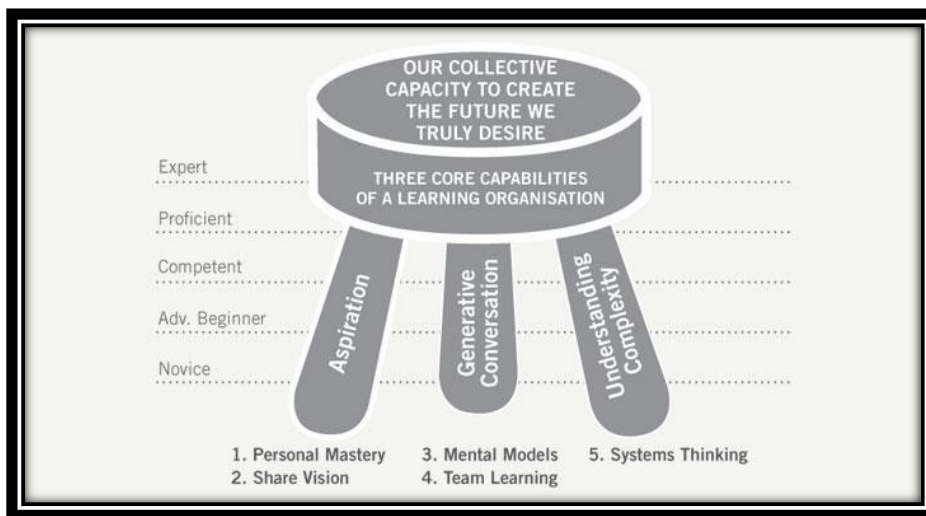 OUR COLLECTIVE
CAPACITY TO CREATE
THE FUTURE WE
TRULY DESIRE
THREE CORE CAPABILITIES
OF A LEARNING ORGANISATION
Expert
Proficient
Competent
Adv. Beginner
Novice
Aspiration
Generative
Conversation
Understanding
Complexity
1. Personal Mastery
2. Share Vision
3. Mental Models
4. Team Learning
5. Systems Thinking